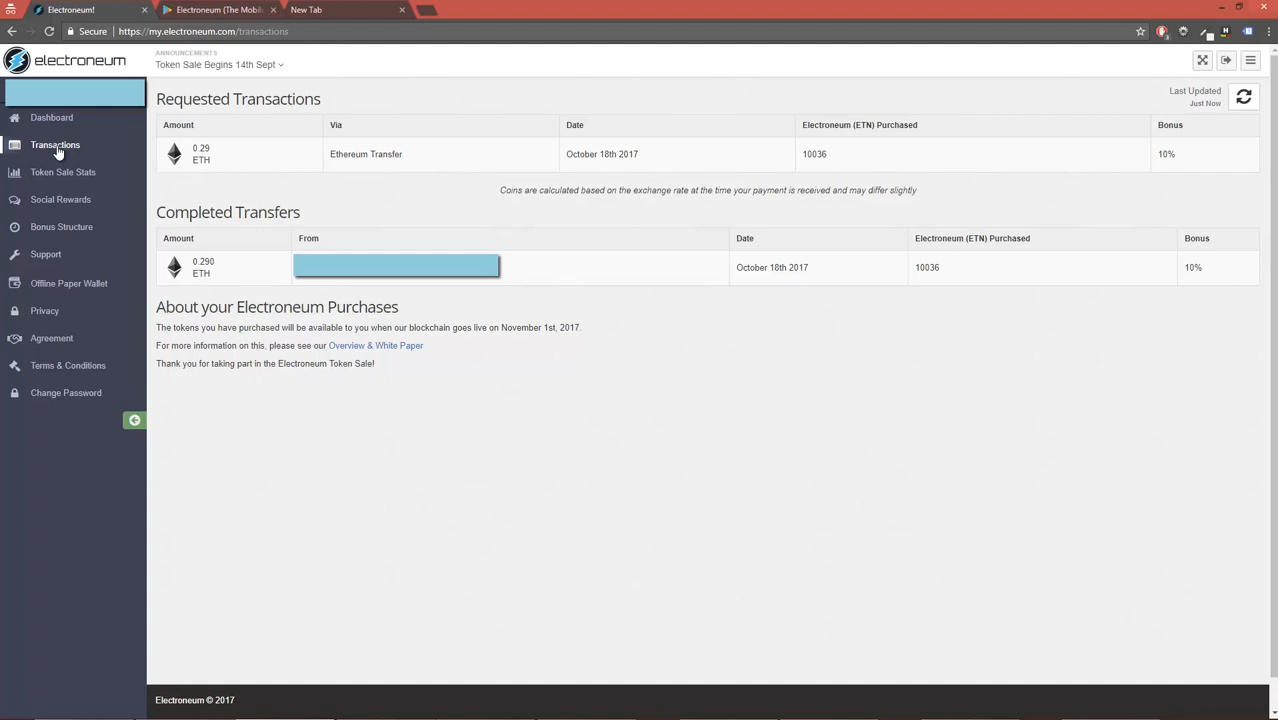 Electroneum!
Electroneum (The Mobil
New Tab
Secure
https://my.electroneum.com/transactions
electroneum
ANNOUNCEMENTS
Token Sale Begins 14th Sept
Dashboard
Transactions
Token Sale Stats
Social Rewards
Bonus Structure
Support
Offline Paper Wallet
Privacy
Agreement
Terms & Conditions
Change Password
Requested Transactions
Last Updated
Just Now
Amount Via Date Electroneum (ETN) Purchased Bonus
0.29 ETH Ethereum Transfer October 18th 2017 10036 10%
Coins are calculated based on the exchange rate at the time your payment is received and may differ slightly
Completed Transfers
Amount From Date Electroneum (ETN) Purchased Bonus
0.290 ETH October 18th 2017 10036 10%
About your Electroneum Purchases
The tokens you have purchased will be available to you when our blockchain goes live on November 1st, 2017.
For more information on this, please see our Overview & White Paper
Thank you for taking part in the Electroneum Token Sale!
Electroneum © 2017